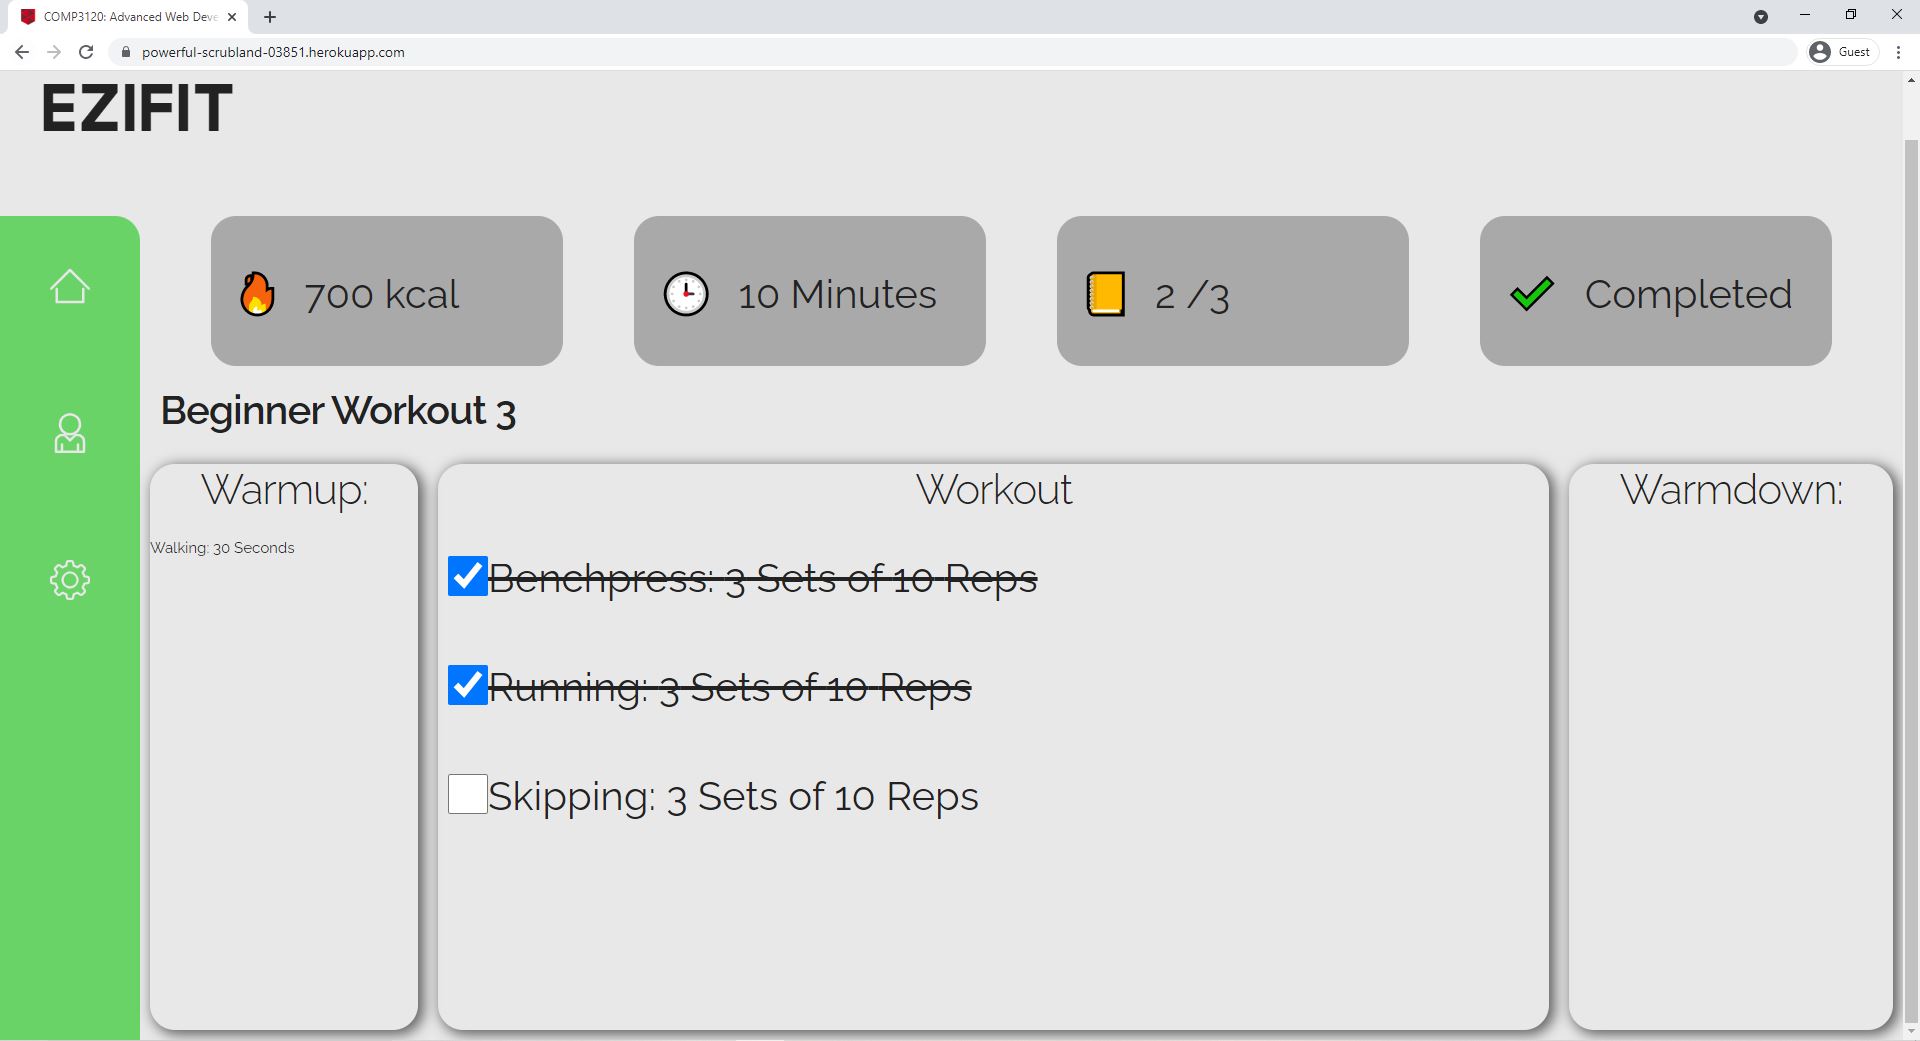 COMP3120: Advanced Web Deve
powerful-scrubland-03851.herokuapp.com
Guest
EZIFIT
700 kcal
10 Minutes
2 /3
Completed
Beginner Workout 3
Warmup:
Walking: 30 Seconds
Workout
Benchpress: 3 Sets of 10 Reps
Running: 3 Sets of 10 Reps
Skipping: 3 Sets of 10 Reps
Warmdown: